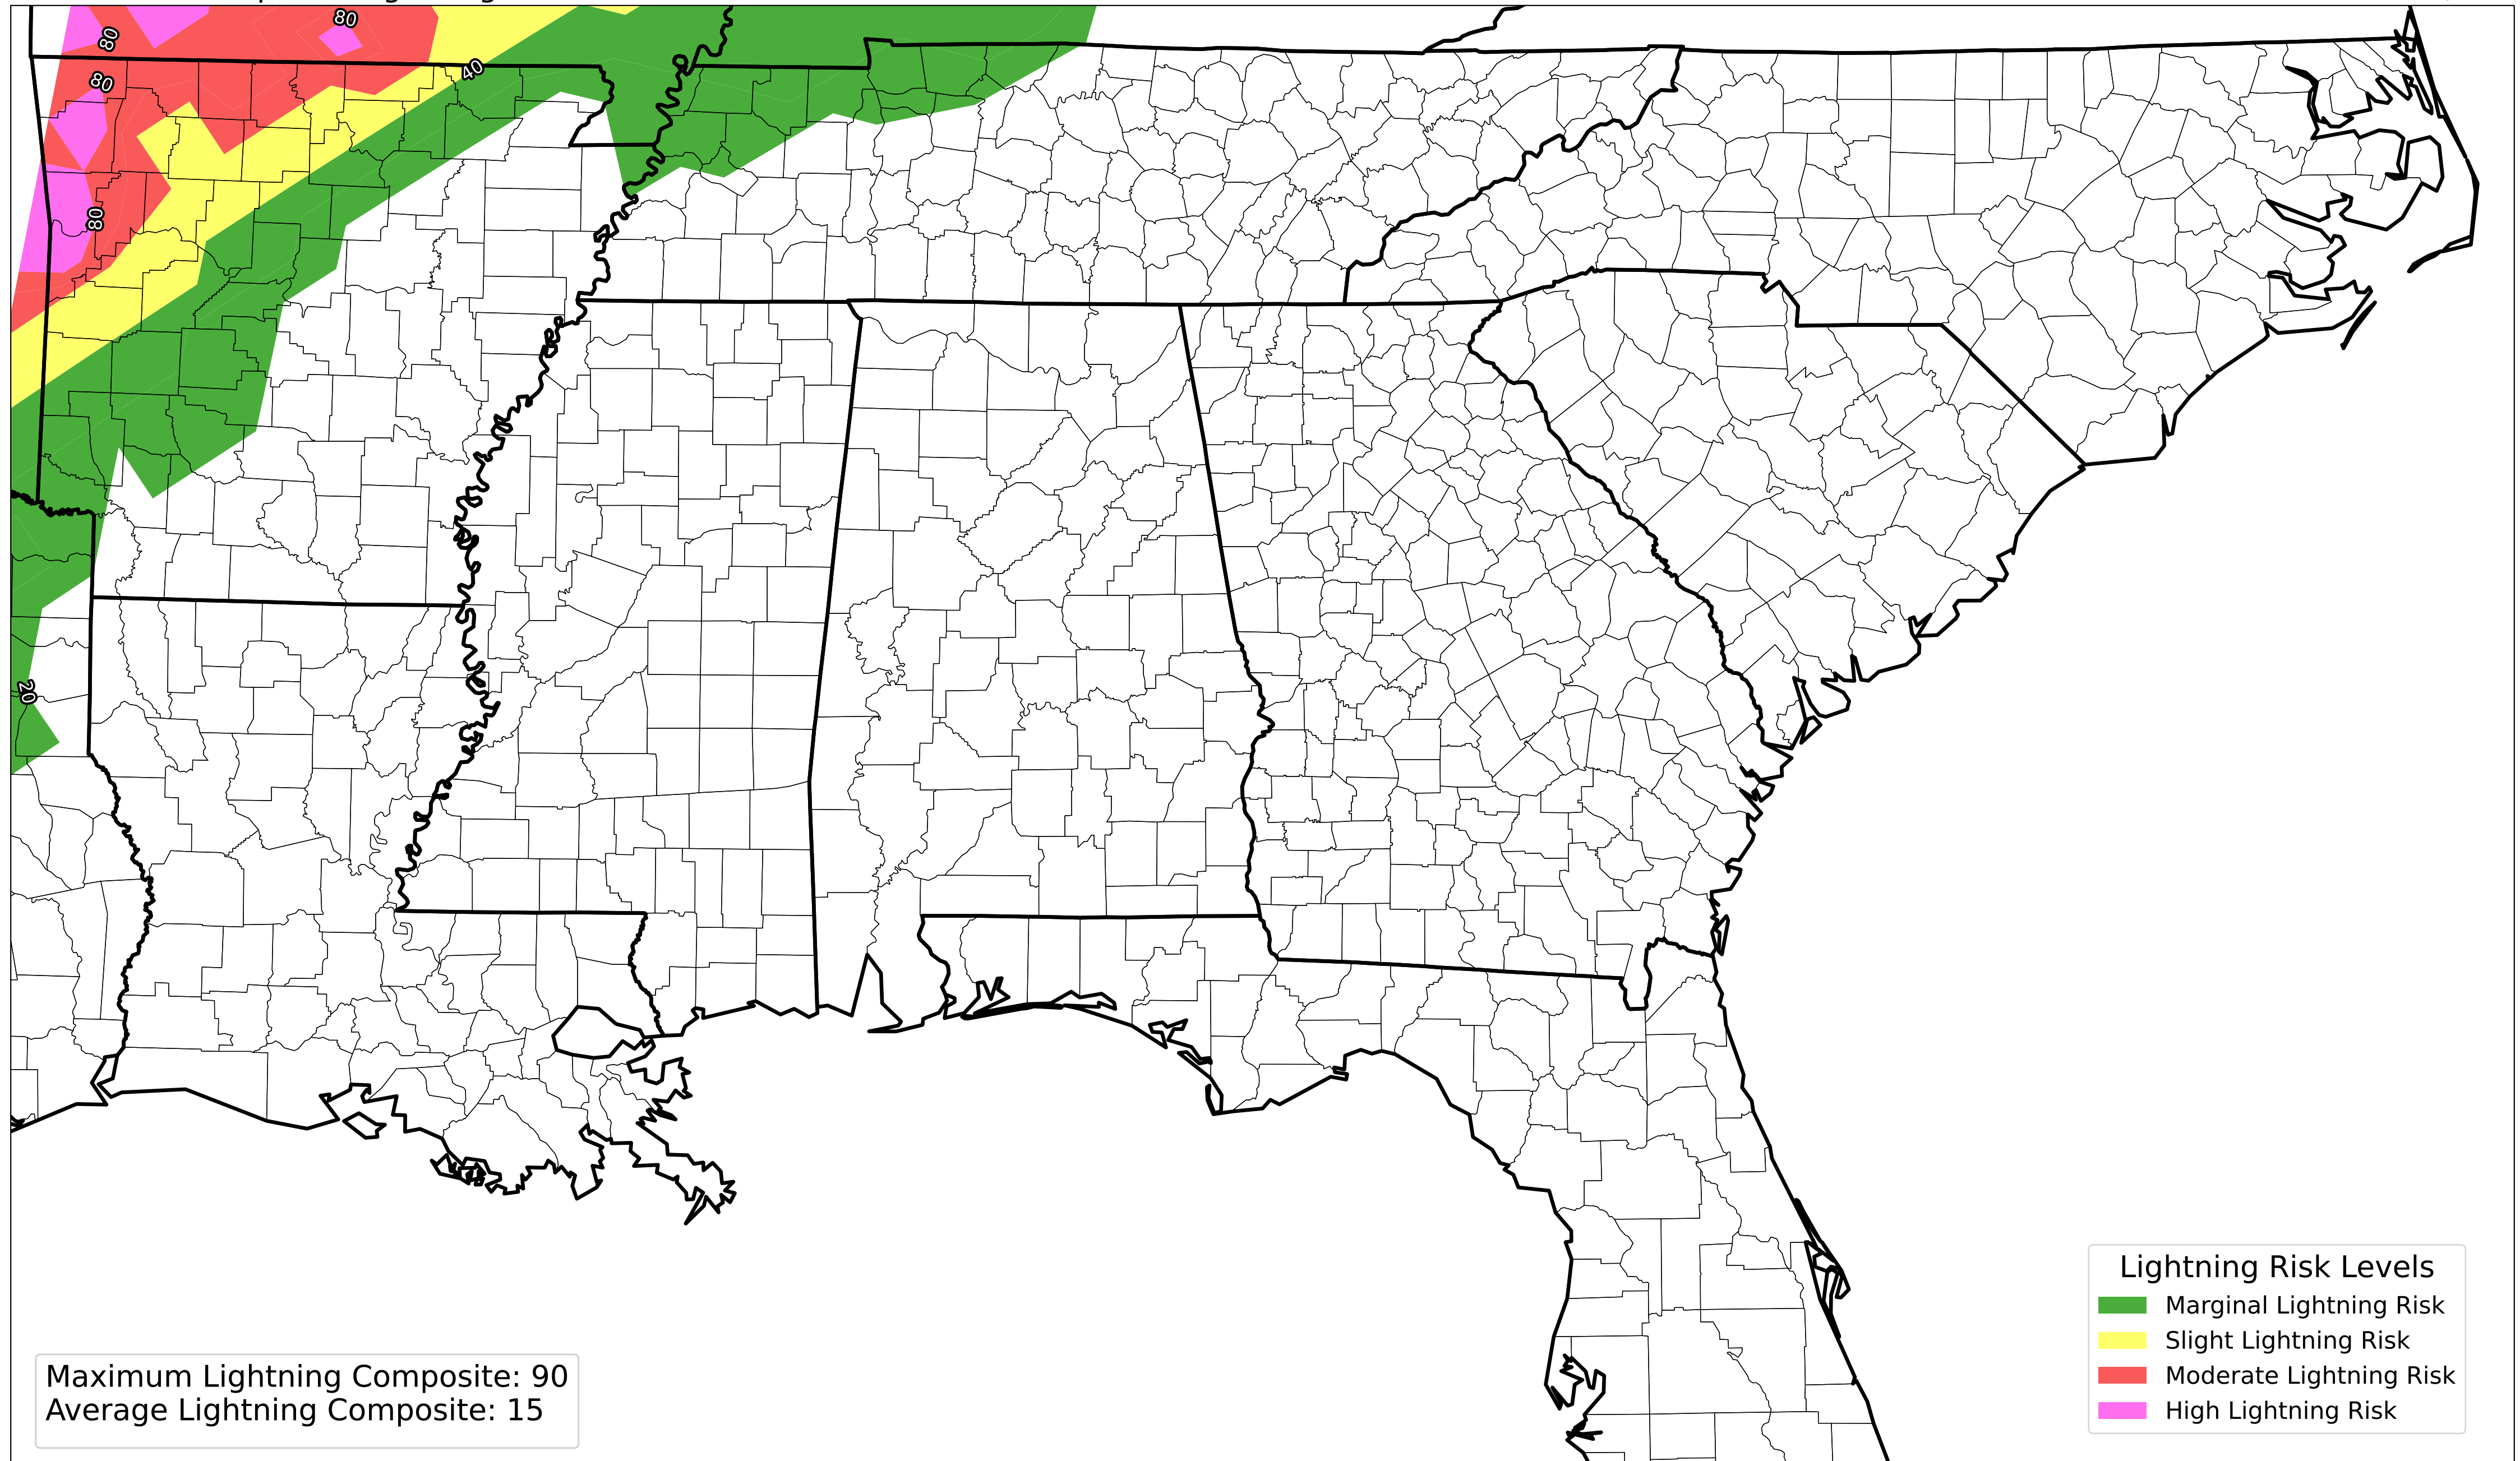 80
80
40
80
80
20
Lightning Risk Levels
Marginal Lightning Risk
Slight Lightning Risk
Moderate Lightning Risk
High Lightning Risk
Maximum Lightning Composite: 90
Average Lightning Composite: 15